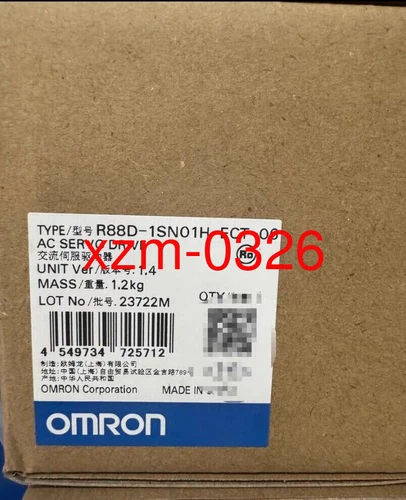 TYPE/型号 R88D-1SN01H-ECT-06
xzm-0326
AC SERVO DRIVE
交流伺服驱动器
UNIT Ver/版本号: 1.4
MASS/重量: 1.2kg
LOT No/批号: 23722M
QTY
4 549734 725712
制造: 欧姆龙(上海)有限公司
地址: 中国(上海)自由贸易试验区金吉路789
产地: 中华人民共和国
OMRON Corporation MADE IN
OMRON